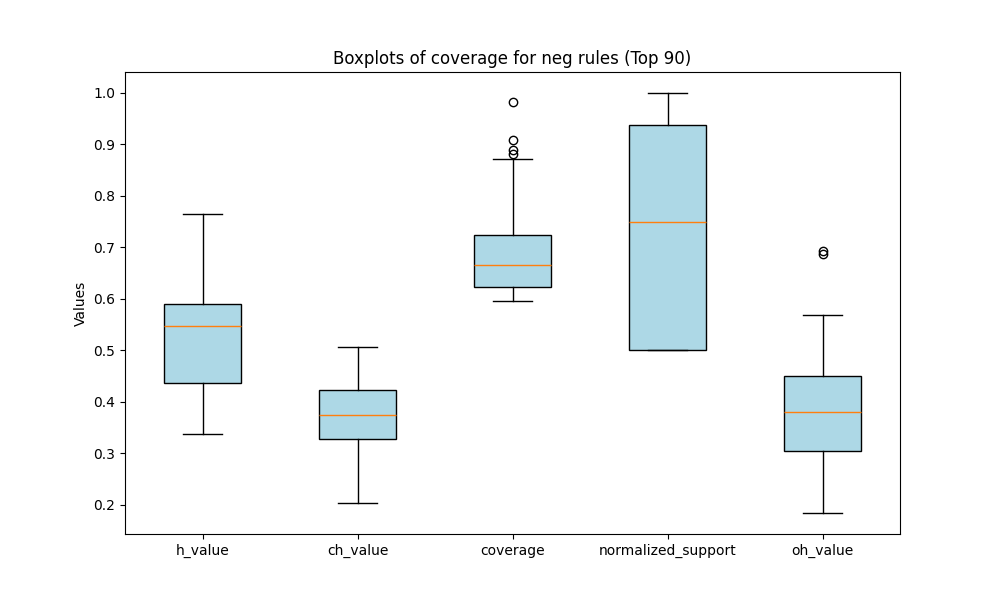 Boxplots of coverage for neg rules (Top 90)
Values
1.0
0.9
0.8
0.7
0.6
0.5
0.4
0.3
0.2
h_value
ch_value
coverage
normalized_support
oh_value